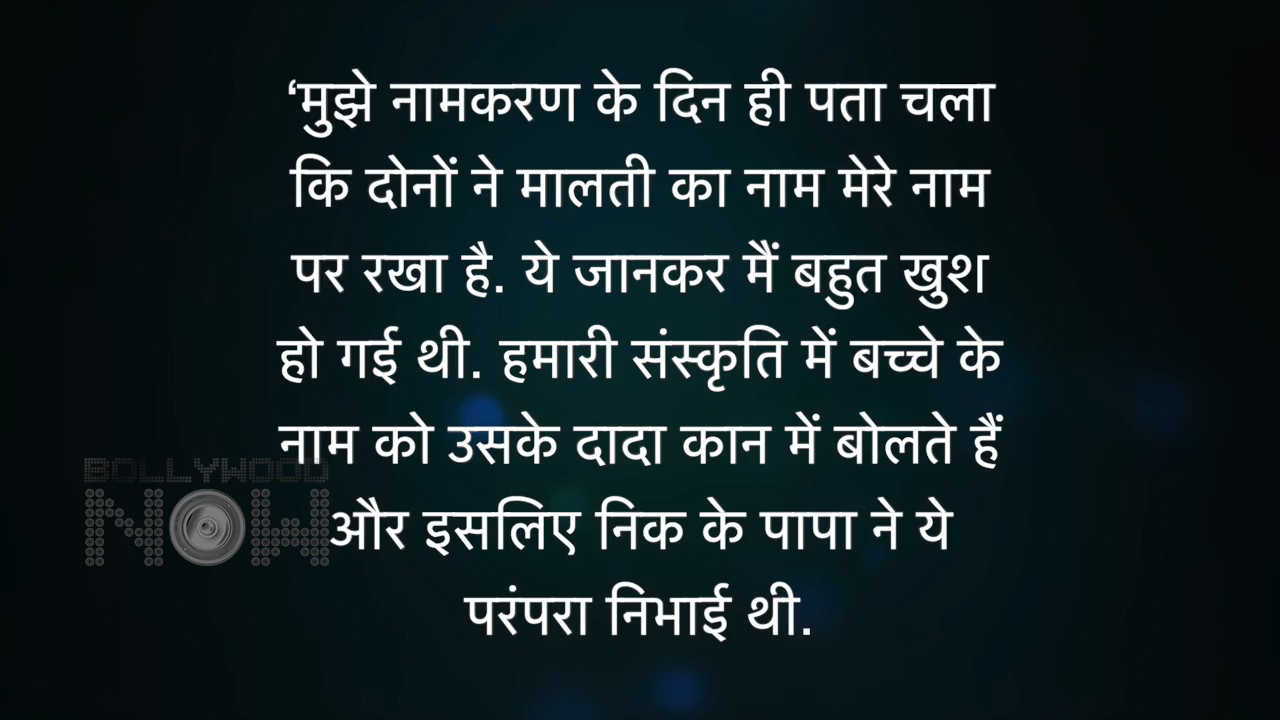 ‘मुझे नामकरण के दिन ही पता चला
कि दोनों ने मालती का नाम मेरे नाम
पर रखा है. ये जानकर मैं बहुत खुश
हो गई थी. हमारी संस्कृति में बच्चे के
नाम को उसके दादा कान में बोलते हैं
और इसलिए निक के पापा ने ये
परंपरा निभाई थी.
BOLLYWOOD
NOW